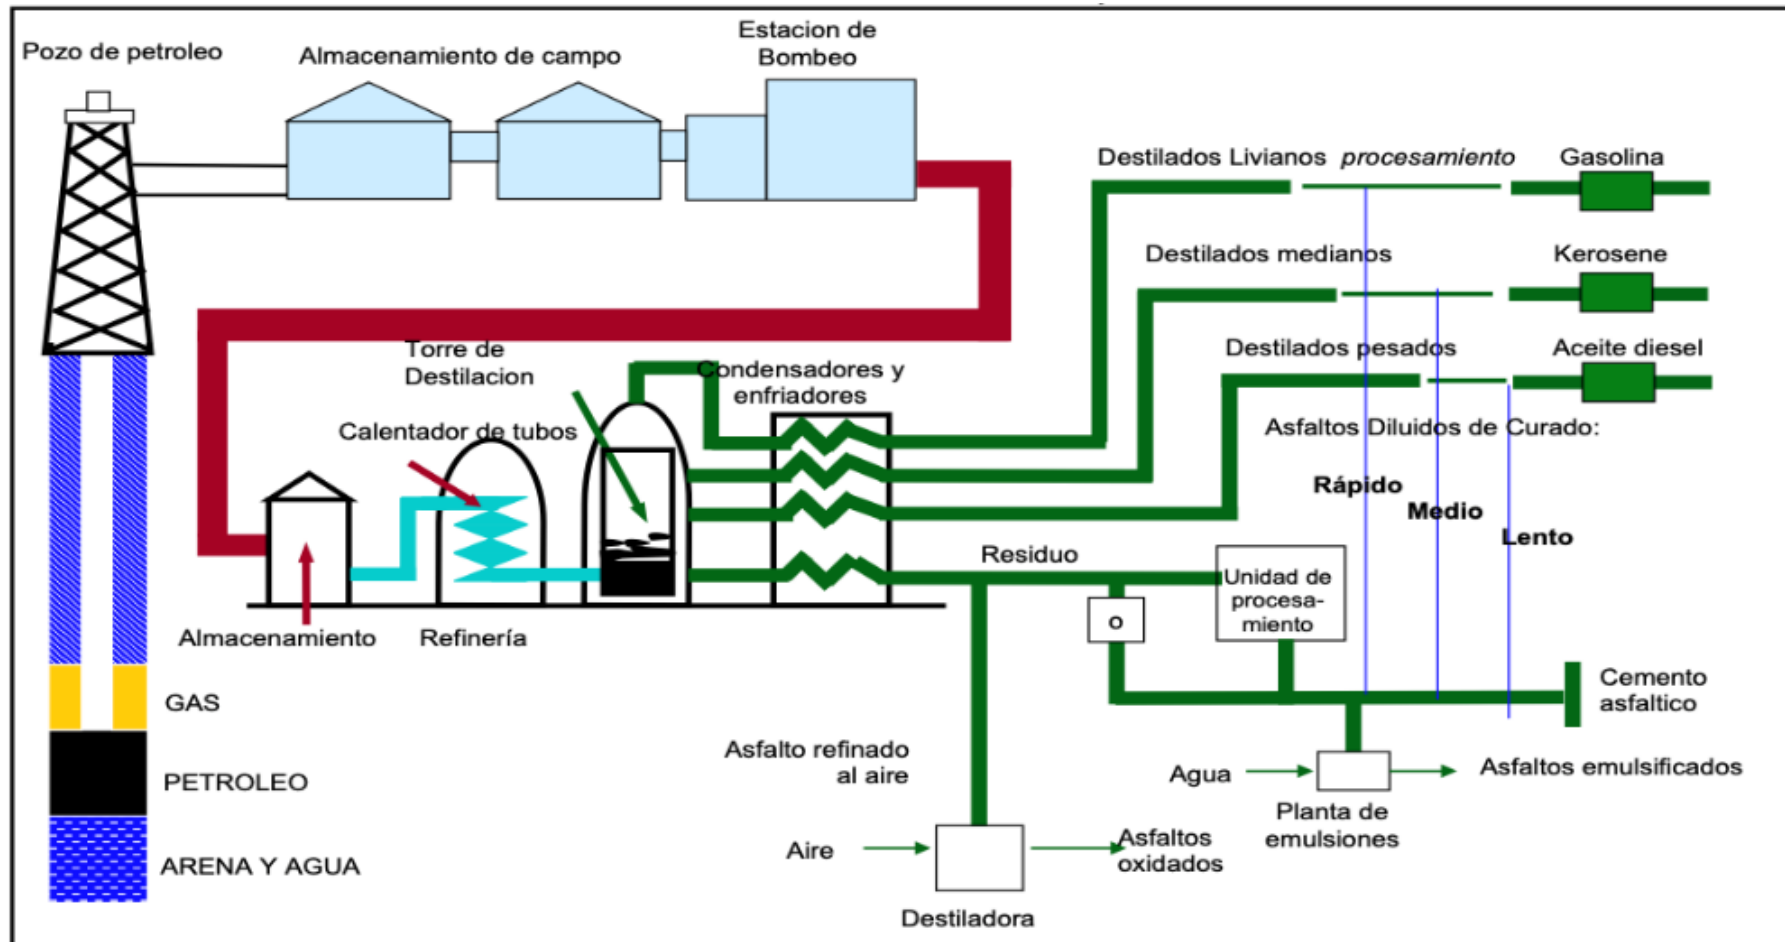 Pozo de petroleo
Almacenamiento de campo
Estacion de
Bombeo
Destilados Livianos procesamiento
Gasolina
Destilados medianos
Kerosene
Destilados pesados
Aceite diesel
Torre de
Destilacion
Condensadores y
enfriadores
Calentador de tubos
Asfaltos Diluidos de Curado:
Rápido
Medio
Lento
Residuo
Unidad de
procesa-
miento
o
Almacenamiento
Refinería
GAS
PETROLEO
ARENA Y AGUA
Cemento
asfaltico
Asfalto refinado
al aire
Agua
Asfaltos emulsificados
Planta de
emulsiones
Aire
Asfaltos
oxidados
Destiladora